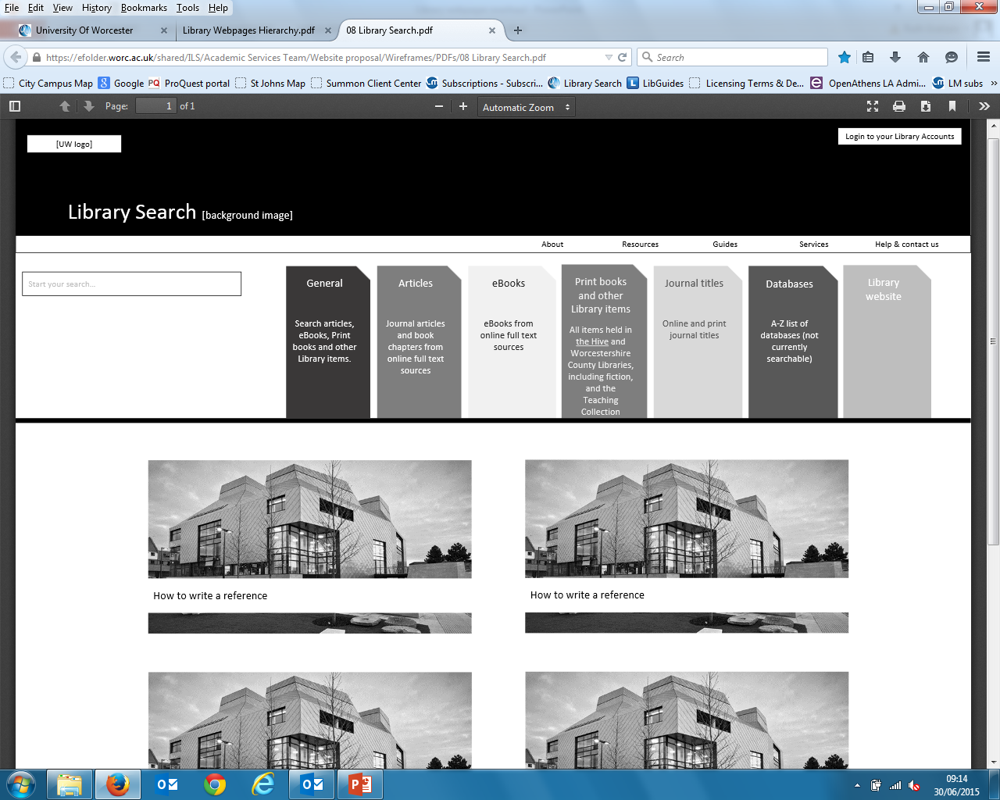 File Edit View History Bookmarks Tools Help
University Of Worcester
Library Webpages Hierarchy.pdf
08 Library Search.pdf
https://efolder.worc.ac.uk/shared/ILS/Academic Services Team/Website proposal/Wireframes/PDFs/08 Library Search.pdf
Search
City Campus Map
Google
ProQuest portal
St Johns Map
Summon Client Center
Subscriptions - Subscri...
Library Search
LibGuides
Licensing Terms & De...
OpenAthens LA Admi...
LM subs
Page: 1 of 1
Automatic Zoom
[UW logo]
Login to your Library Accounts
Library Search [background image]
About Resources Guides Services Help & contact us
Start your search...
General
Search articles,
eBooks, Print
books and other
Library items.
Articles
Journal articles
and book
chapters from
online full text
sources
eBooks
eBooks from
online full text
sources
Print books
and other
Library items
All items held in
the Hive and
Worcestershire
County Libraries,
including fiction,
and the
Teaching
Collection
Journal titles
Online and print
journal titles
Databases
A-Z list of
databases (not
currently
searchable)
Library
website
How to write a reference
How to write a reference
09:14
30/06/2015